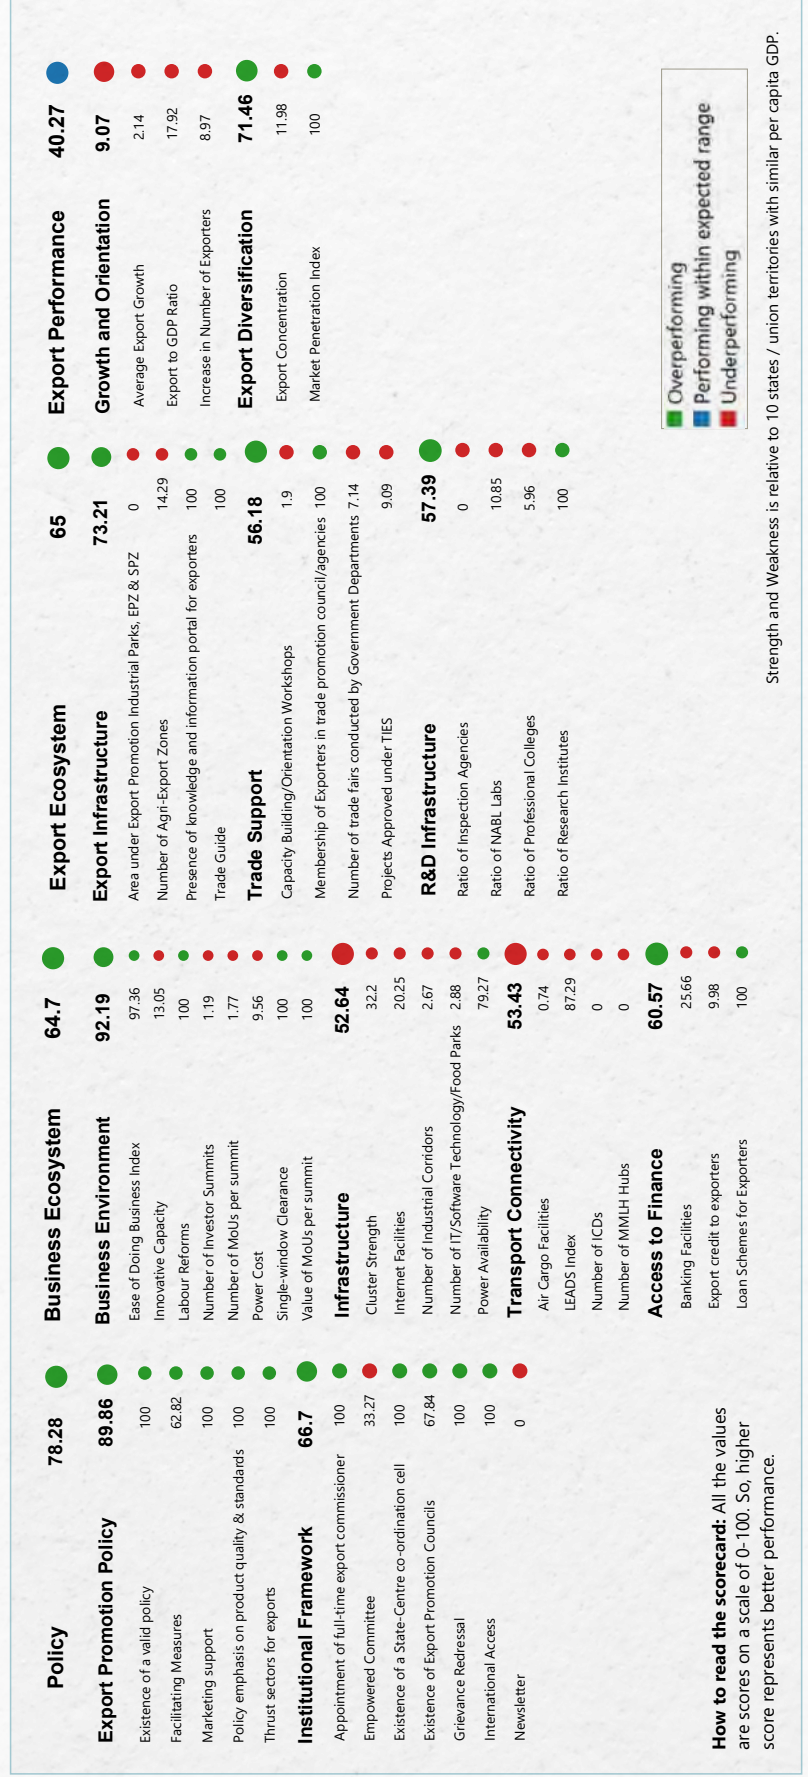 Policy 78.28
Export Promotion Policy 89.86
Existence of a valid policy 100
Facilitating Measures 62.82
Marketing support 100
Policy emphasis on product quality & standards 100
Thrust sectors for exports 100
Institutional Framework 66.7
Appointment of full-time export commissioner 100
Empowered Committee 33.27
Existence of a State-Centre co-ordination cell 100
Existence of Export Promotion Councils 67.84
Grievance Redressal 100
International Access 100
Newsletter 0
Business Ecosystem 64.7
Business Environment 92.19
Ease of Doing Business Index 97.36
Innovative Capacity 13.05
Labour Reforms 100
Number of Investor Summits 1.19
Number of MoUs per summit 1.77
Power Cost 9.56
Single-window Clearance 100
Value of MoUs per summit 100
Infrastructure 52.64
Cluster Strength 32.2
Internet Facilities 20.25
Number of Industrial Corridors 2.67
Number of IT/Software Technology/Food Parks 2.88
Power Availability 79.27
Transport Connectivity 53.43
Air Cargo Facilities 0.74
LEADS Index 87.29
Number of ICDs 0
Number of MMLH Hubs 0
Access to Finance 60.57
Banking Facilities 25.66
Export credit to exporters 9.98
Loan Schemes for Exporters 100
Export Ecosystem 65
Export Infrastructure 73.21
Area under Export Promotion Industrial Parks, EPZ & SPZ 0
Number of Agri-Export Zones 14.29
Presence of knowledge and information portal for exporters 100
Trade Guide 100
Trade Support 56.18
Capacity Building/Orientation Workshops 1.9
Membership of Exporters in trade promotion council/agencies 100
Number of trade fairs conducted by Government Departments 7.14
Projects Approved under TIES 9.09
R&D Infrastructure 57.39
Ratio of Inspection Agencies 0
Ratio of NABL Labs 10.85
Ratio of Professional Colleges 5.96
Ratio of Research Institutes 100
Export Performance 40.27
Growth and Orientation 9.07
Average Export Growth 2.14
Export to GDP Ratio 17.92
Increase in Number of Exporters 8.97
Export Diversification 71.46
Export Concentration 11.98
Market Penetration Index 100
Overperforming
Performing within expected range
Underperforming
How to read the scorecard: All the values
are scores on a scale of 0-100. So, higher
score represents better performance.
Strength and Weakness is relative to 10 states / union territories with similar per capita GDP.